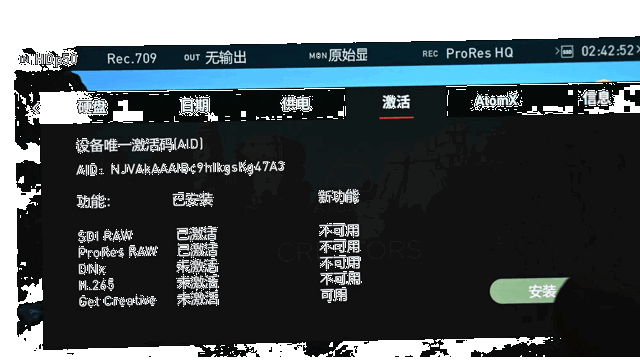 Rec.709 OUT 无输出 MON 原始显 REC ProRes HQ SSD 02:42:52
硬盘 日期 供电 激活 AtomX 信息
设备唯一激活码(AID)
AID:
功能: 已安装 新功能
SDI RAW 已激活 不可用
ProRes RAW 已激活 不可用
DNx 未激活 不可用
H.265 未激活 不可用
Get Creative 未激活 可用
CREATORS
安装